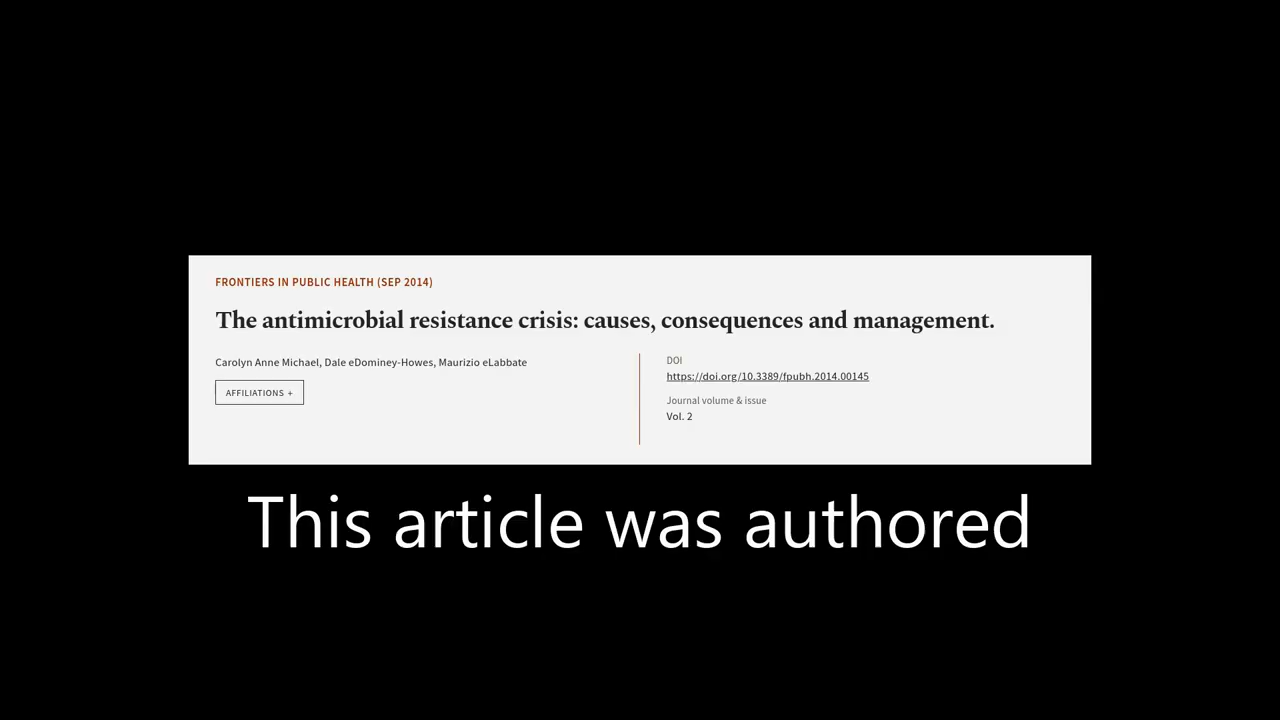 FRONTIERS IN PUBLIC HEALTH (SEP 2014)
The antimicrobial resistance crisis: causes, consequences and management.
Carolyn Anne Michael, Dale eDominey-Howes, Maurizio eLabbate
AFFILIATIONS +
DOI
https://doi.org/10.3389/fpubh.2014.00145
Journal volume & issue
Vol. 2
This article was authored